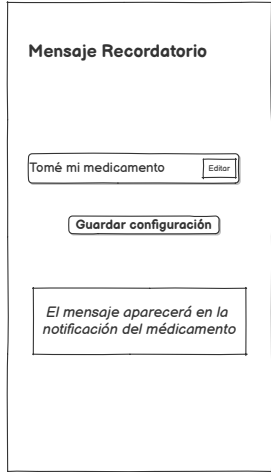 Mensaje Recordatorio
Tomé mi medicamento
Editar
Guardar configuración
El mensaje aparecerá en la
notificación del médicamento